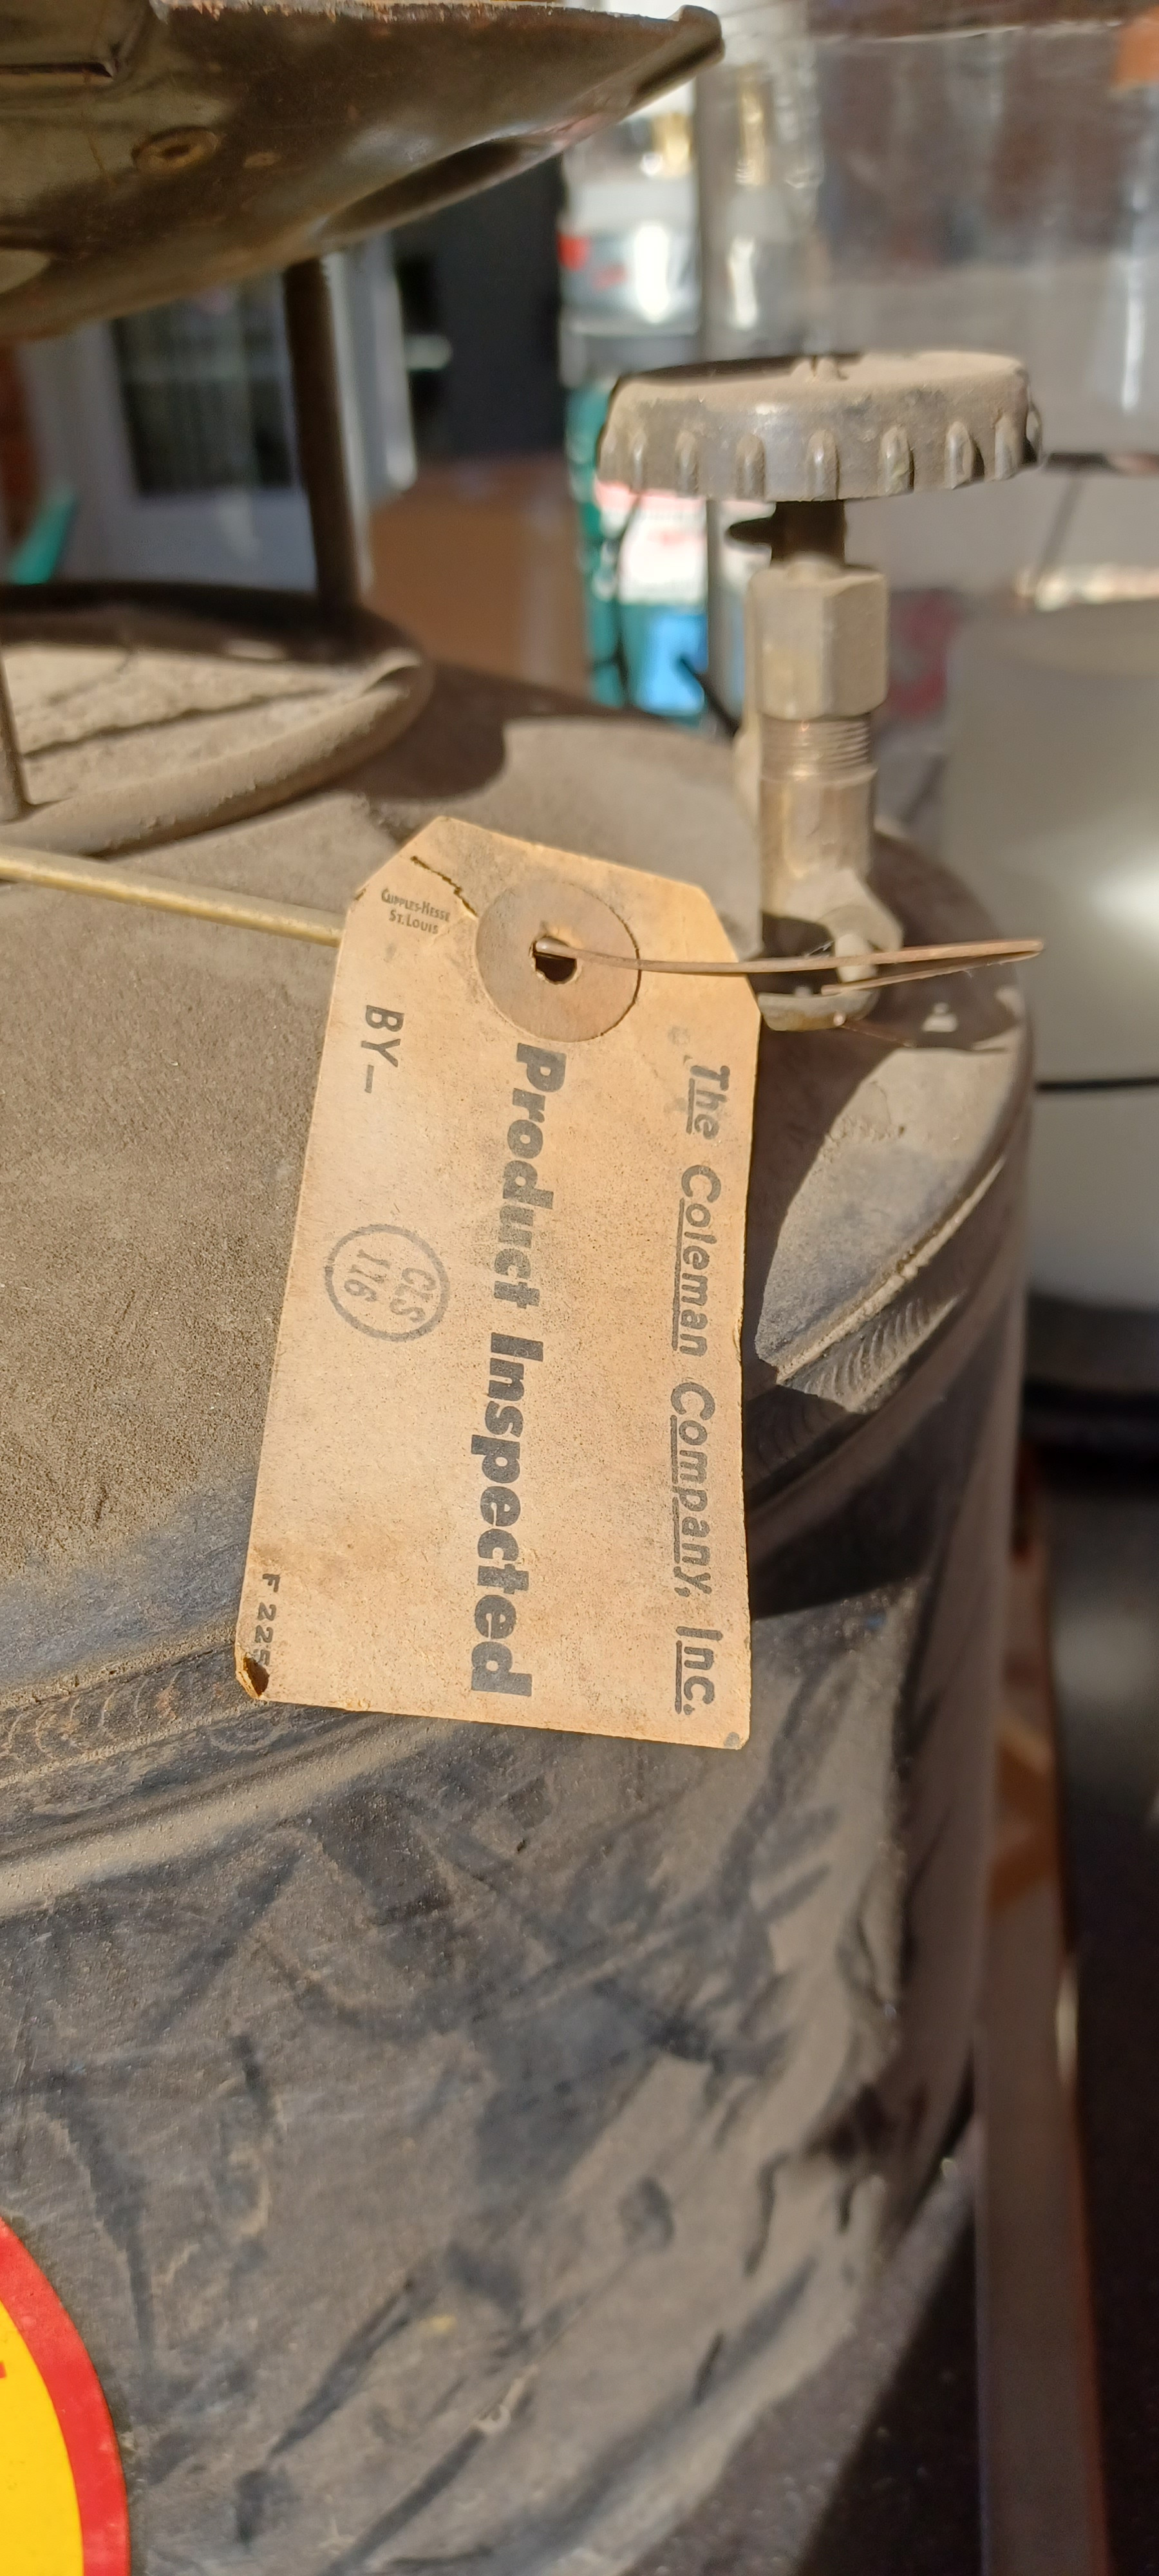 CUPPLES-HESSE
ST. LOUIS
The Coleman Company, Inc.
Product Inspected
BY—
CLS
116
F 225